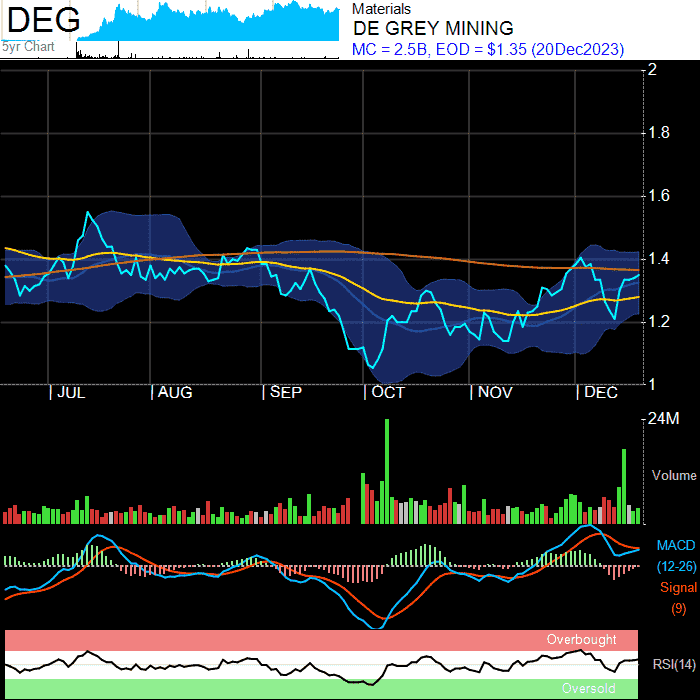 DEG
5yr Chart
Materials
DE GREY MINING
MC = 2.5B, EOD = $1.35 (20Dec2023)
2
1.8
1.6
1.4
1.2
1
JUL
AUG
SEP
OCT
NOV
DEC
24M
Volume
MACD
(12-26)
Signal
(9)
Overbought
RSI(14)
Oversold